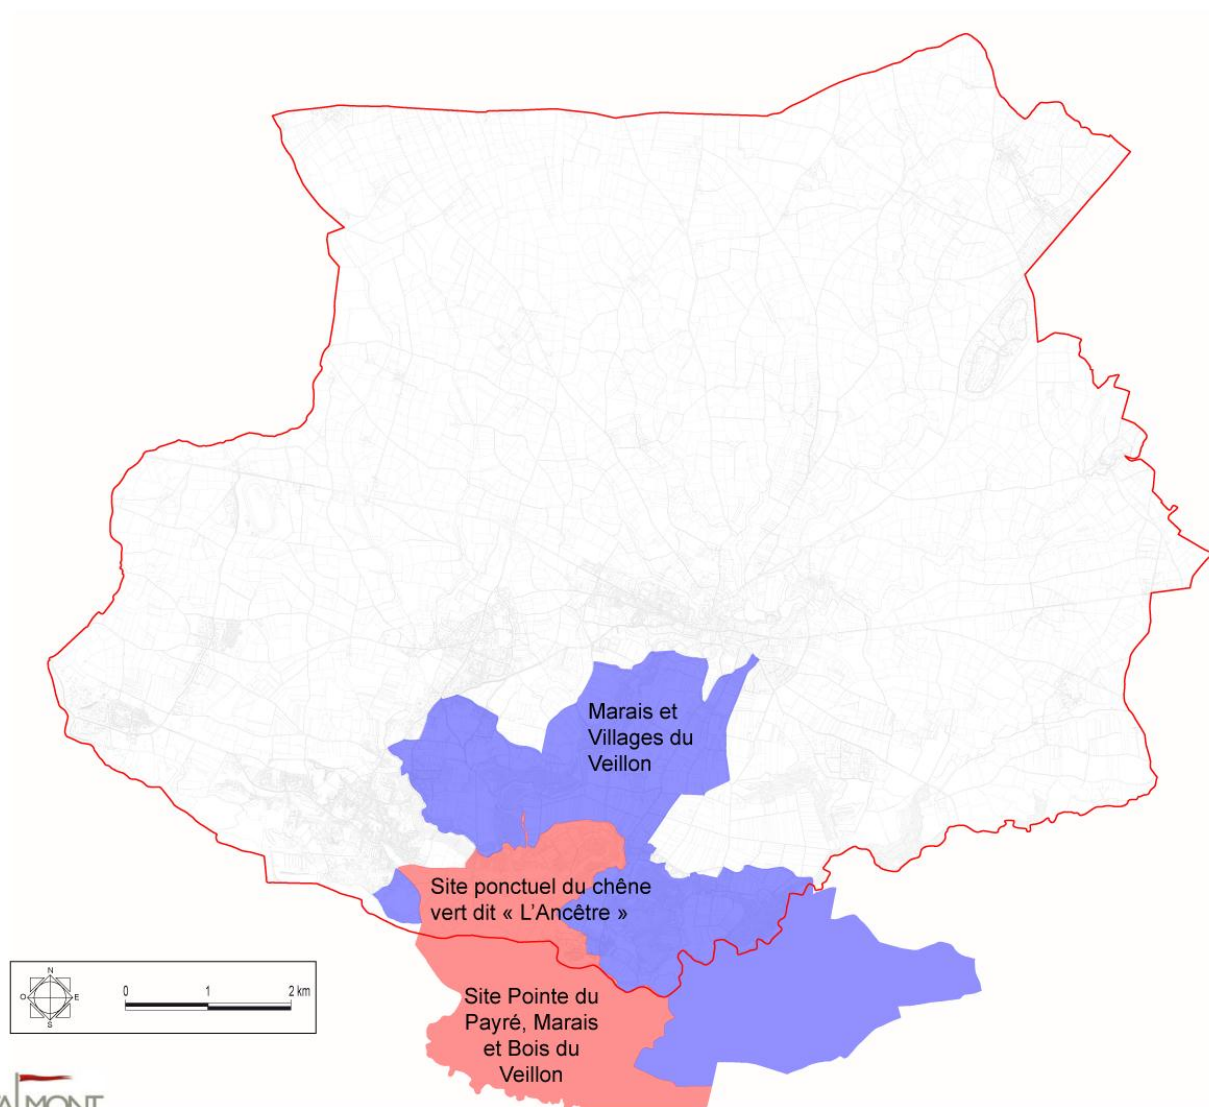 Marais et
Villages du
Veillon
Site ponctuel du chêne
vert dit « L'Ancêtre »
Site Pointe du
Payré, Marais
et Bois du
Veillon
N
O E
S
0 1 2 km